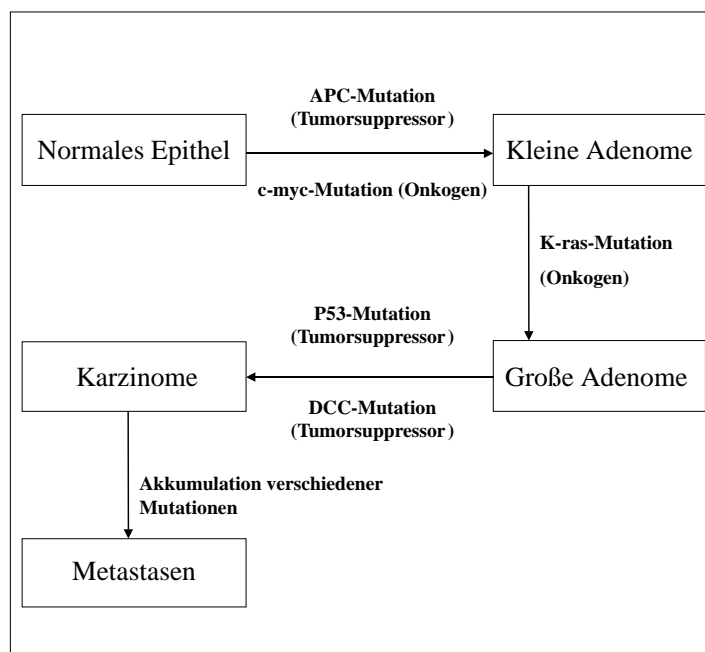 APC-Mutation
(Tumorsuppressor)
Normales Epithel
Kleine Adenome
c-myc-Mutation (Onkogen)
K-ras-Mutation
(Onkogen)
P53-Mutation
(Tumorsuppressor)
Karzinome
Große Adenome
DCC-Mutation
(Tumorsuppressor)
Akkumulation verschiedener
Mutationen
Metastasen